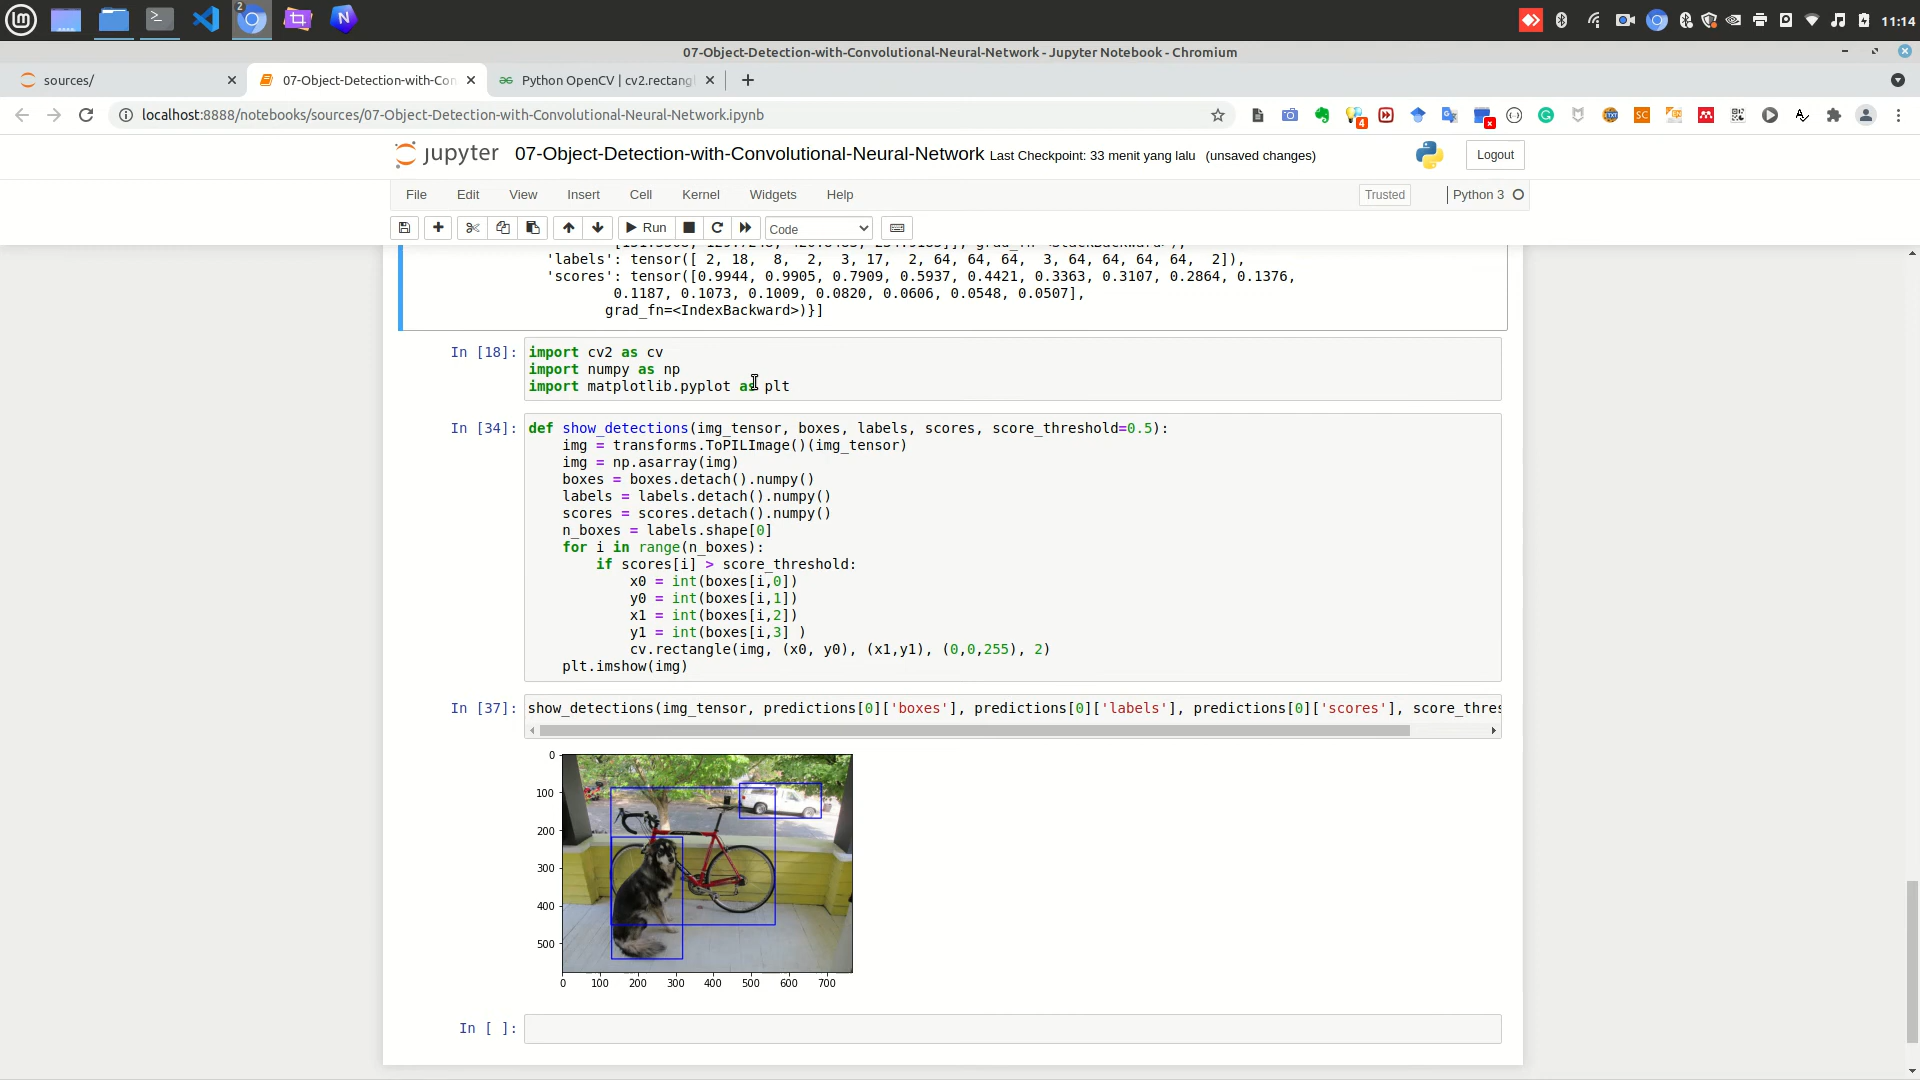 11:14
07-Object-Detection-with-Convolutional-Neural-Network - Jupyter Notebook - Chromium
sources/
07-Object-Detection-with-Con
Python OpenCV | cv2.rectang
localhost:8888/notebooks/sources/07-Object-Detection-with-Convolutional-Neural-Network.ipynb
jupyter 07-Object-Detection-with-Convolutional-Neural-Network Last Checkpoint: 33 menit yang lalu (unsaved changes)
Logout
File Edit View Insert Cell Kernel Widgets Help
Trusted
Python 3
Run
Code
'labels': tensor([ 2, 18, 8, 2, 3, 17, 2, 64, 64, 64, 3, 64, 64, 64, 64, 2]),
'scores': tensor([0.9944, 0.9905, 0.7909, 0.5937, 0.4421, 0.3363, 0.3107, 0.2864, 0.1376,
0.1187, 0.1073, 0.1009, 0.0820, 0.0606, 0.0548, 0.0507],
grad_fn=<IndexBackward>)}]
In [18]:
import cv2 as cv
import numpy as np
import matplotlib.pyplot as plt
In [34]:
def show_detections(img_tensor, boxes, labels, scores, score_threshold=0.5):
img = transforms.ToPILImage()(img_tensor)
img = np.asarray(img)
boxes = boxes.detach().numpy()
labels = labels.detach().numpy()
scores = scores.detach().numpy()
n_boxes = labels.shape[0]
for i in range(n_boxes):
if scores[i] > score_threshold:
x0 = int(boxes[i,0])
y0 = int(boxes[i,1])
x1 = int(boxes[i,2])
y1 = int(boxes[i,3] )
cv.rectangle(img, (x0, y0), (x1,y1), (0,0,255), 2)
plt.imshow(img)
In [37]:
show_detections(img_tensor, predictions[0]['boxes'], predictions[0]['labels'], predictions[0]['scores'], score_thres
0
100
200
300
400
500
0 100 200 300 400 500 600 700
In [ ]: